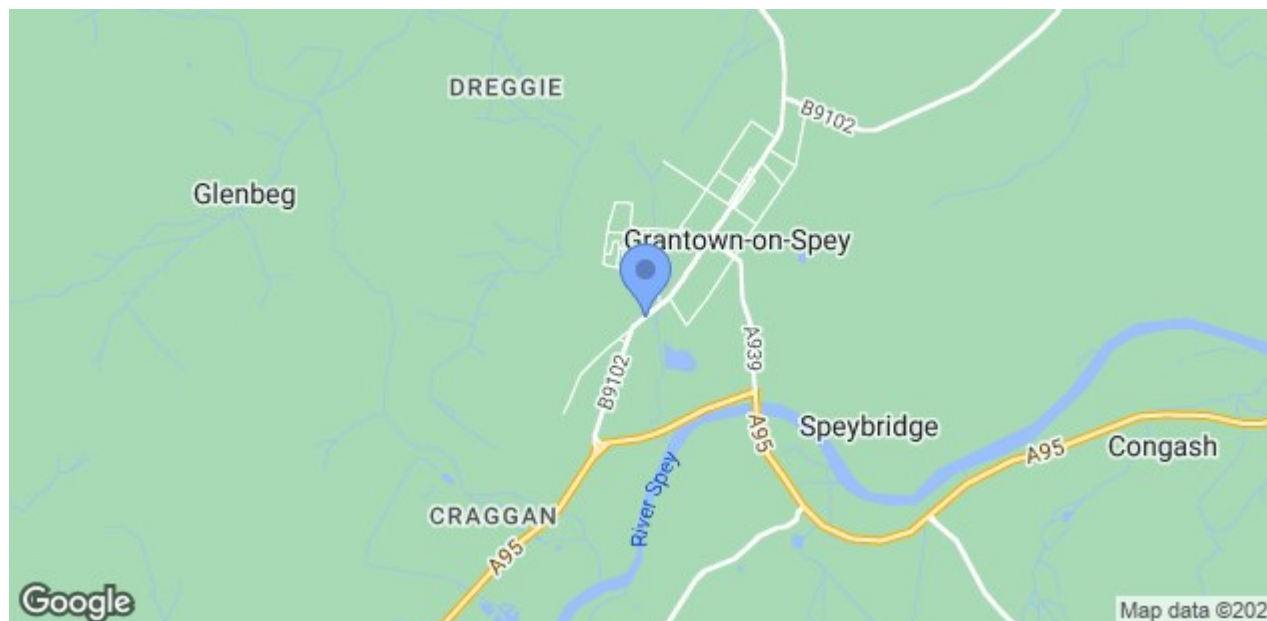 DREGGIE
B9102
Glenbeg
Grantown-on-Spey
A939
B9102
Speybridge
A95
Congash
A95
River Spey
CRAGGAN
A95
Google
Map data ©202